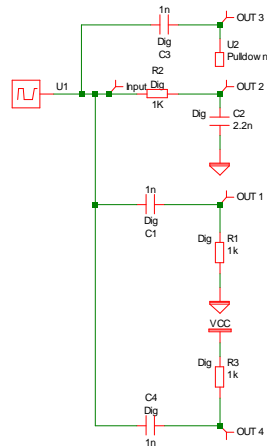 1n
OUT 3
Dig
C3
U2
Pulldown
R2
U1
Input
Dig
OUT 2
1K
Dig
C2
2.2n
1n
OUT 1
Dig
C1
Dig
R1
1k
VCC
Dig
R3
1k
C4
Dig
1n
OUT 4